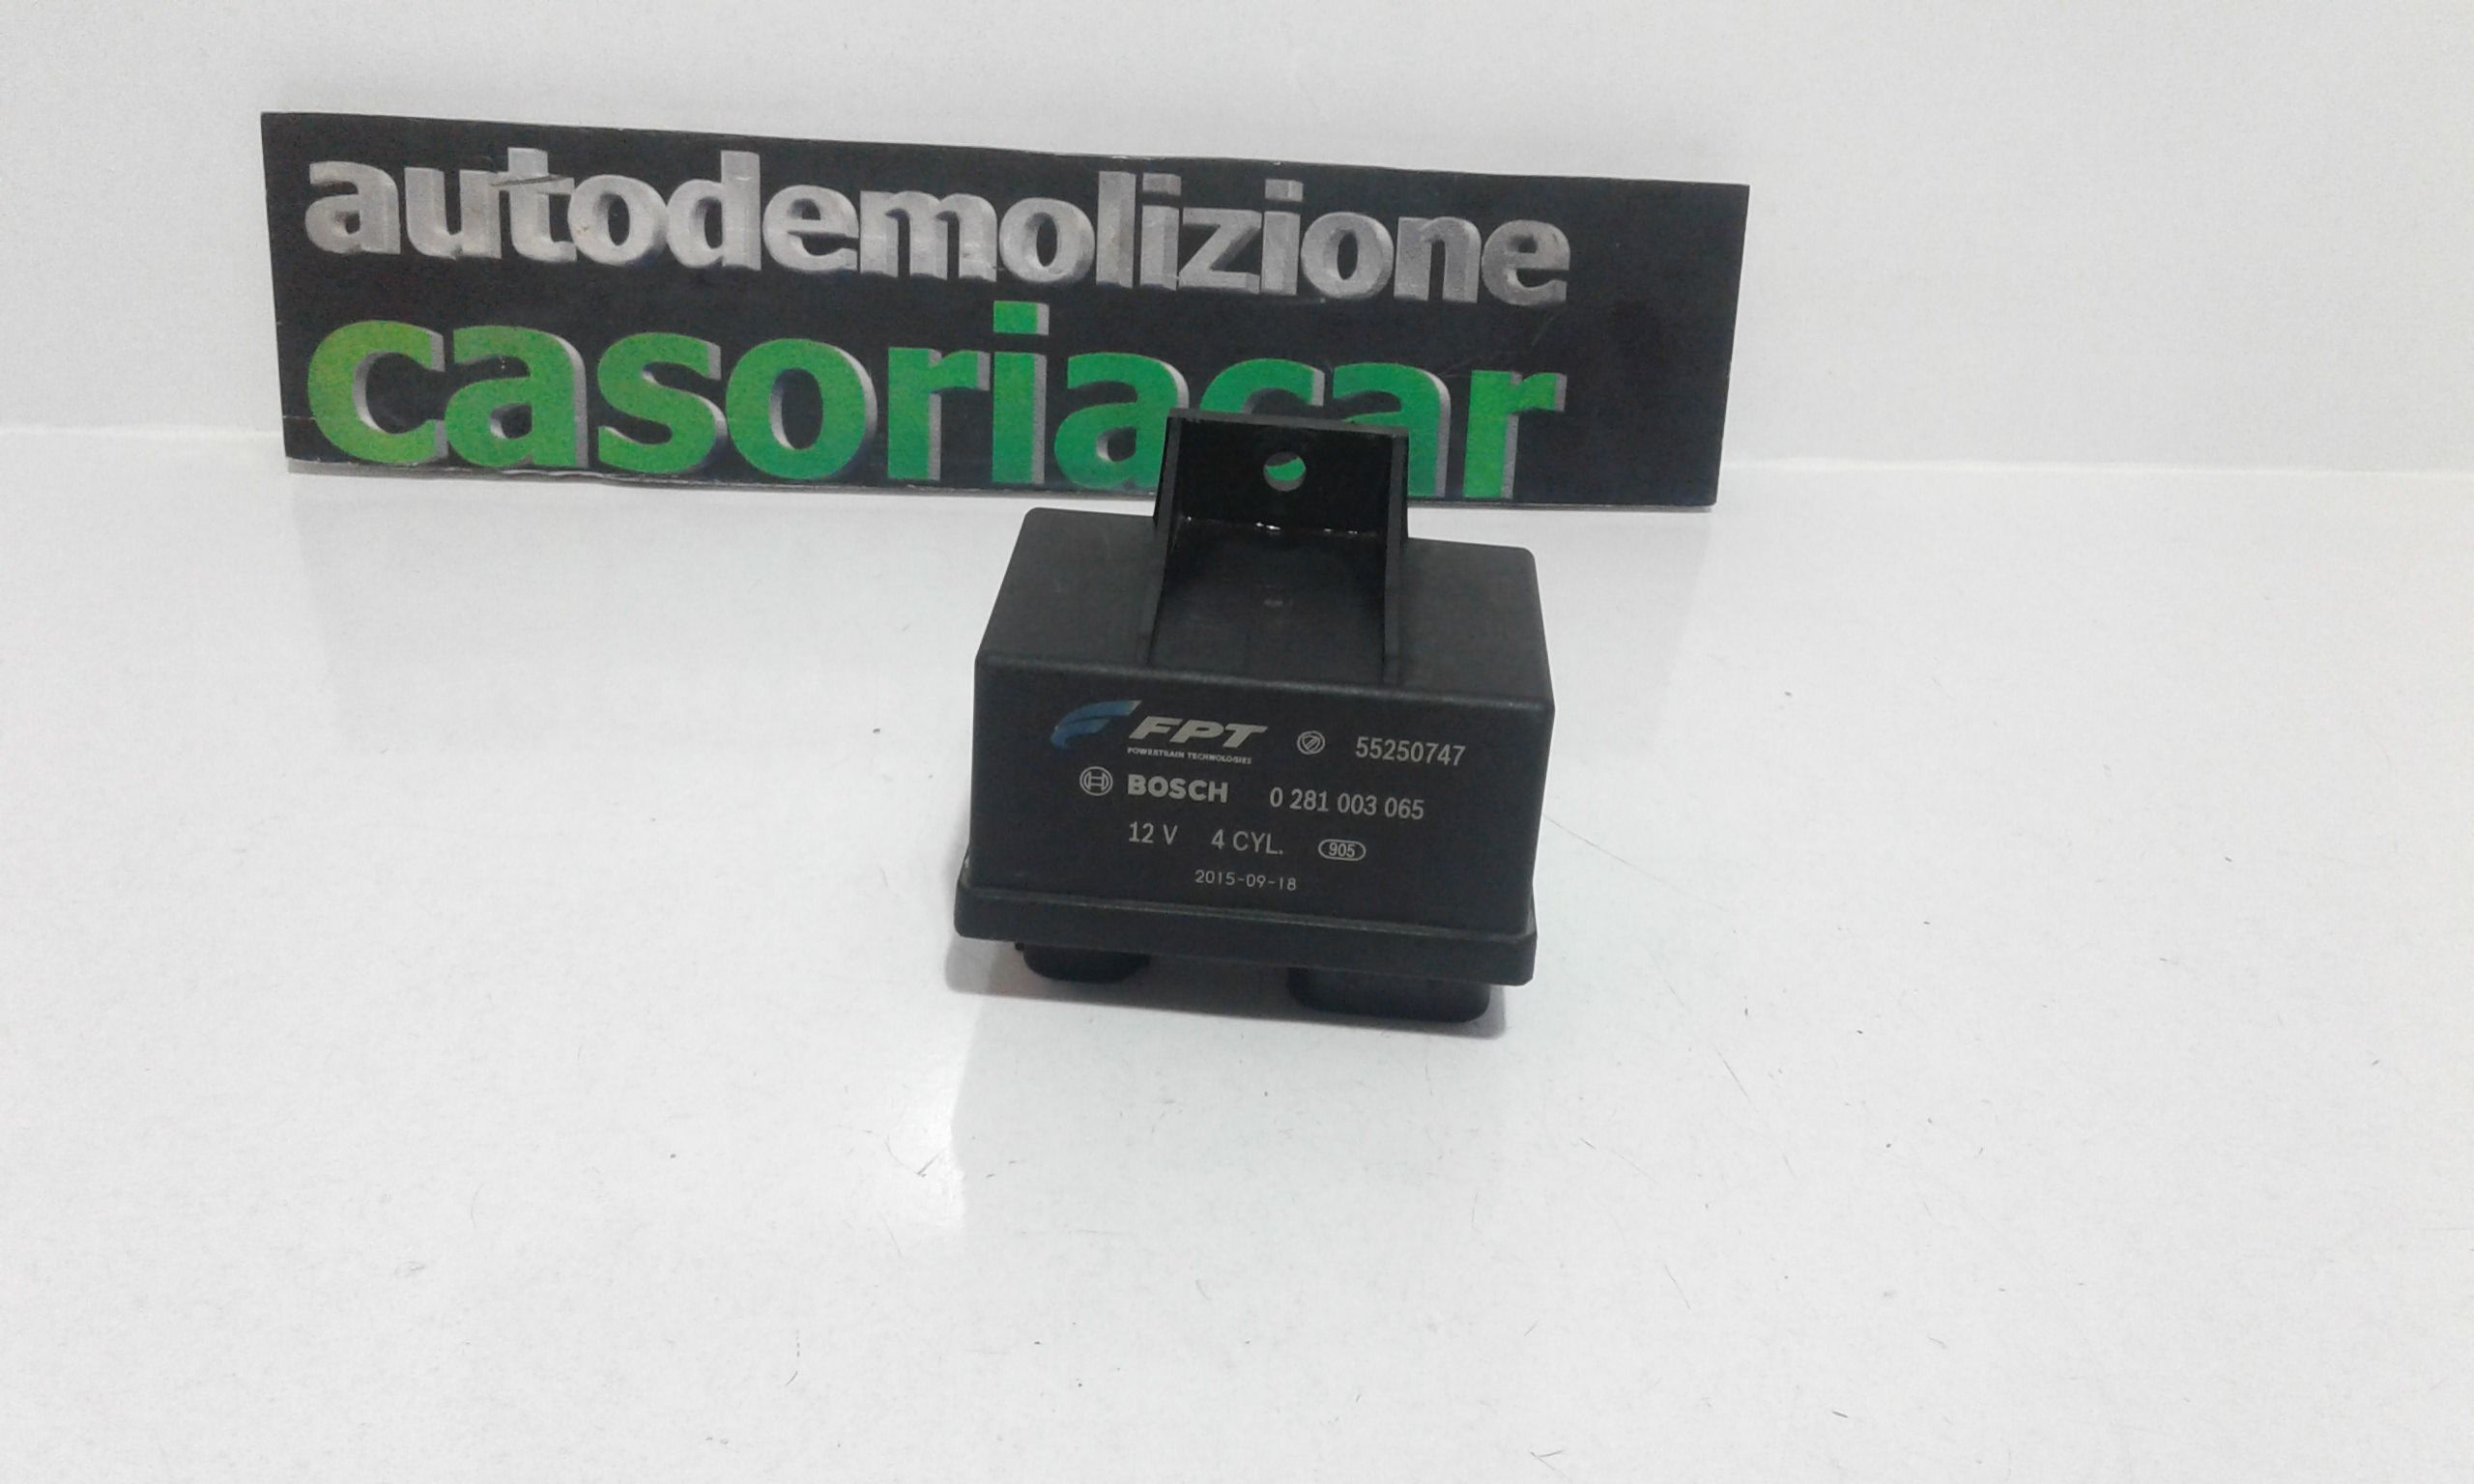 autodemolizione
casoriacar
FPT 55250747
POWERTRAIN TECHNOLOGIES
BOSCH 0 281 003 065
12 V 4 CYL. 905
2015-09-18